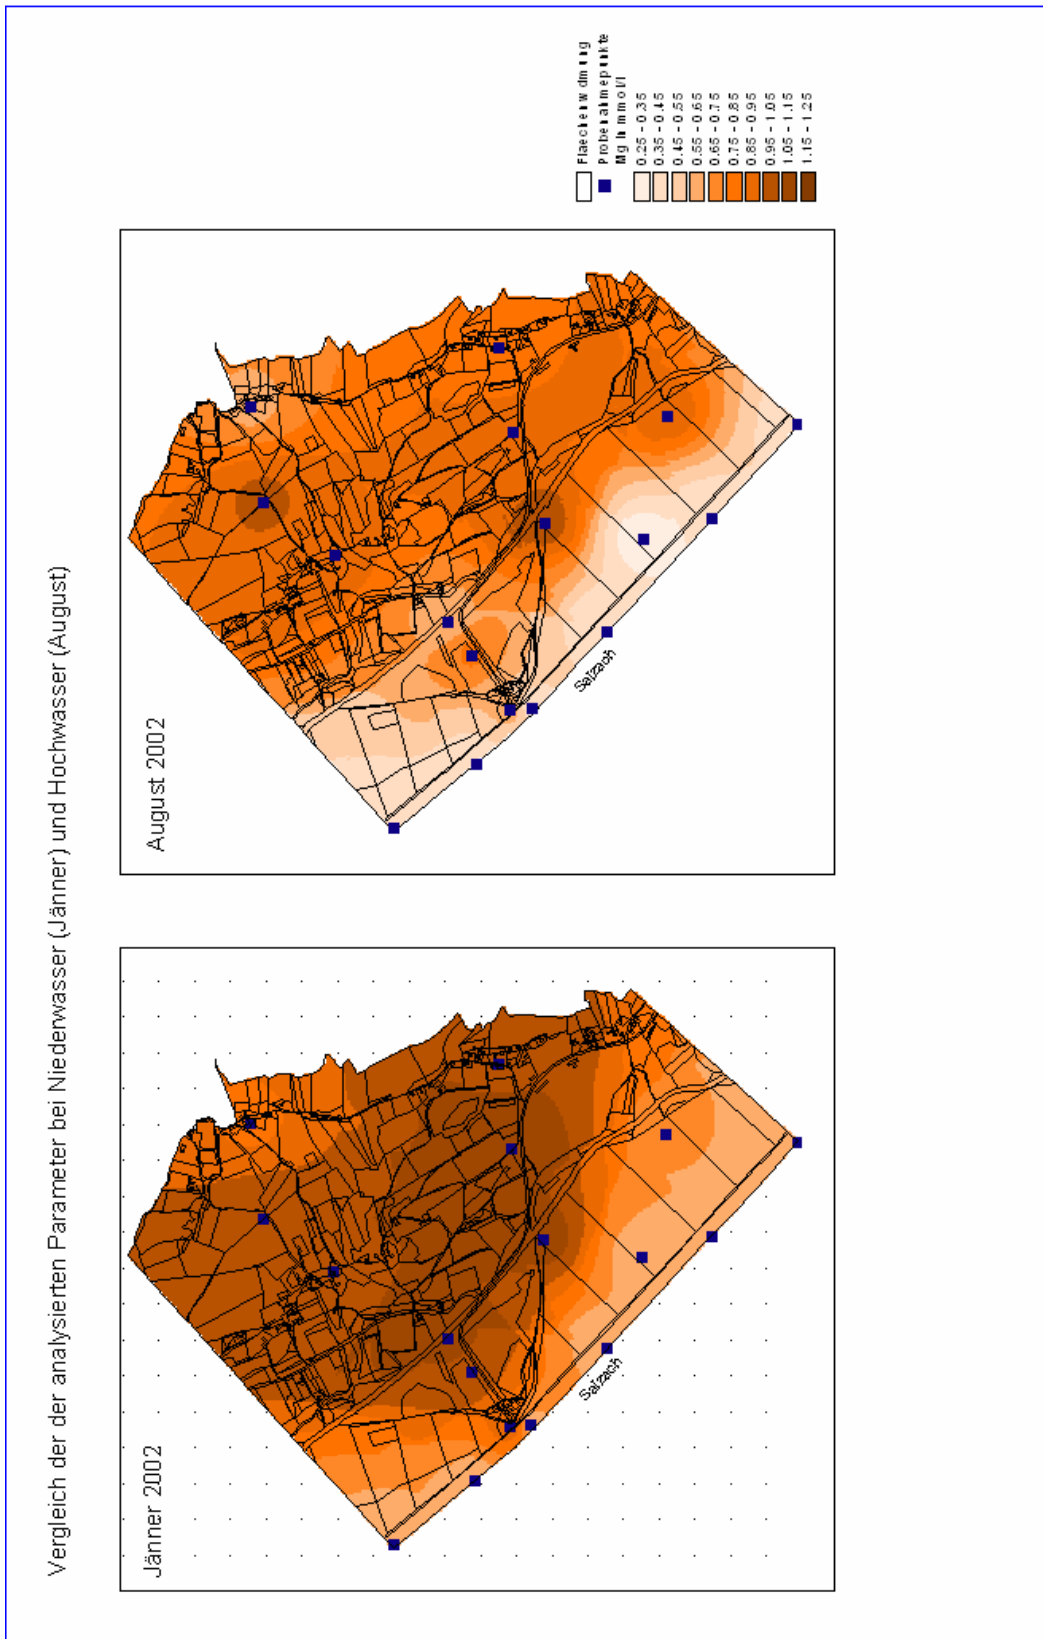 Vergleich der der analysierten Parameter bei Niederwasser (Jänner) und Hochwasser (August)
Jänner 2002
Salzach
August 2002
Salzach
Flaechenwidmung
Probenahmepunkte
Mg in mmol/l
0.25 - 0.35
0.35 - 0.45
0.45 - 0.55
0.55 - 0.65
0.65 - 0.75
0.75 - 0.85
0.85 - 0.95
0.95 - 1.05
1.05 - 1.15
1.15 - 1.25